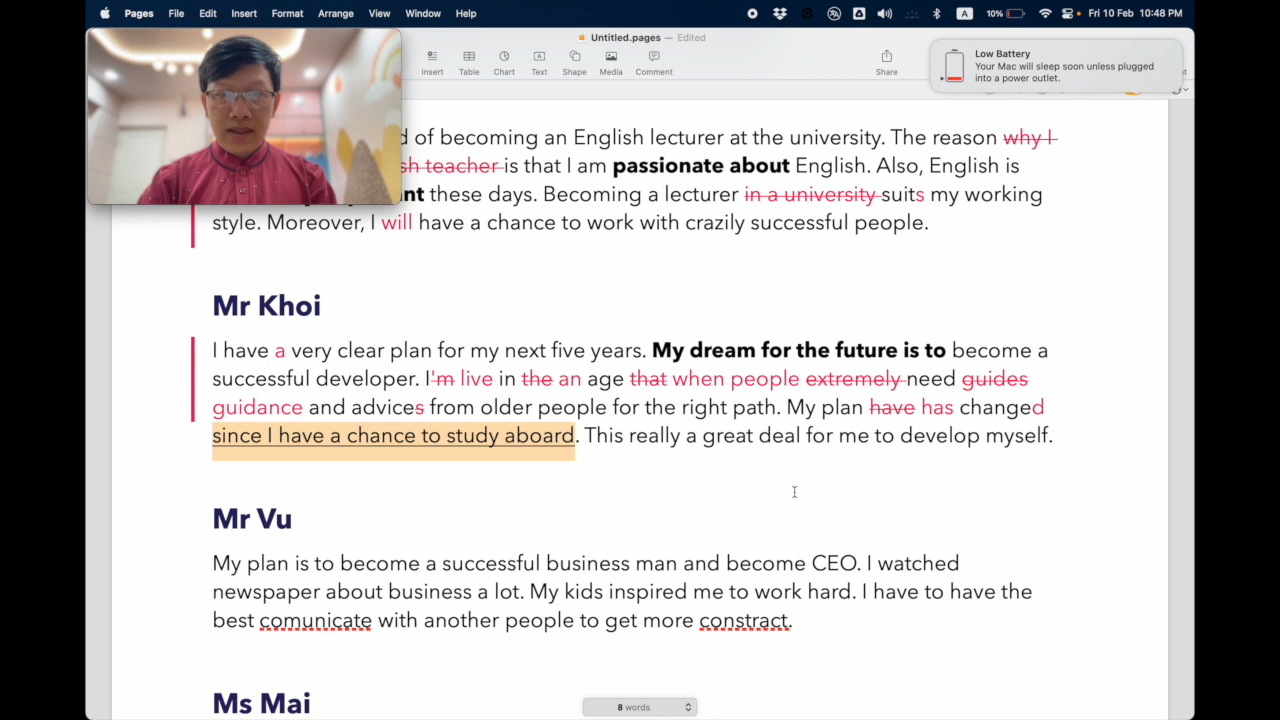 Pages File Edit Insert Format Arrange View Window Help 10% Fri 10 Feb 10:48 PM
Untitled.pages — Edited
Insert Table Chart Text Shape Media Comment Share
Low Battery
Your Mac will sleep soon unless plugged
into a power outlet.
of becoming an English lecturer at the university. The reason why I
teacher is that I am passionate about English. Also, English is
these days. Becoming a lecturer in a university suits my working
style. Moreover, I will have a chance to work with crazily successful people.
Mr Khoi
I have a very clear plan for my next five years. My dream for the future is to become a
successful developer. I'm live in the an age that when people extremely need guides
guidance and advices from older people for the right path. My plan have has changed
since I have a chance to study aboard. This really a great deal for me to develop myself.
Mr Vu
My plan is to become a successful business man and become CEO. I watched
newspaper about business a lot. My kids inspired me to work hard. I have to have the
best comunicate with another people to get more constract.
Ms Mai
8 words